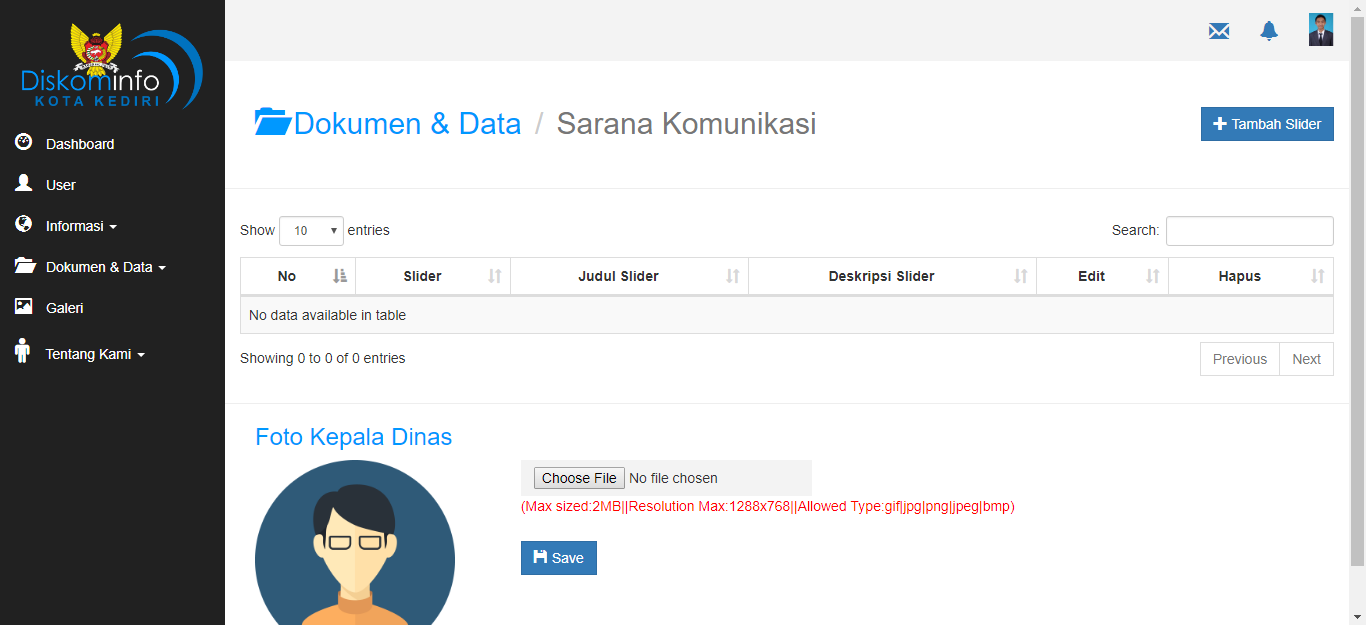 Diskominfo
KOTA KEDIRI
Dashboard
User
Informasi
Dokumen & Data
Galeri
Tentang Kami
Dokumen & Data / Sarana Komunikasi
Tambah Slider
Show 10 entries
Search:
No Slider Judul Slider Deskripsi Slider Edit Hapus
No data available in table
Showing 0 to 0 of 0 entries
Previous Next
Foto Kepala Dinas
Choose File No file chosen
(Max sized:2MB||Resolution Max:1288x768||Allowed Type:gif|jpg|png|jpeg|bmp)
Save